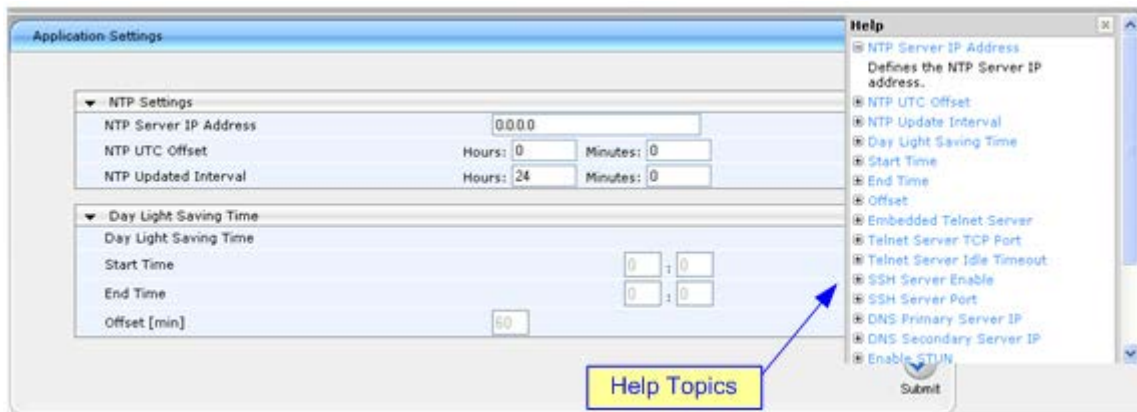 Application Settings
NTP Settings
NTP Server IP Address 0.0.0.0
NTP UTC Offset Hours: 0 Minutes: 0
NTP Updated Interval Hours: 24 Minutes: 0
Day Light Saving Time
Day Light Saving Time
Start Time 0 : 0
End Time 0 : 0
Offset [min] 60
Help
NTP Server IP Address
Defines the NTP Server IP
address.
NTP UTC Offset
NTP Update Interval
Day Light Saving Time
Start Time
End Time
Offset
Embedded Telnet Server
Telnet Server TCP Port
Telnet Server Idle Timeout
SSH Server Enable
SSH Server Port
DNS Primary Server IP
DNS Secondary Server IP
Enable STUN
Submit
Help Topics